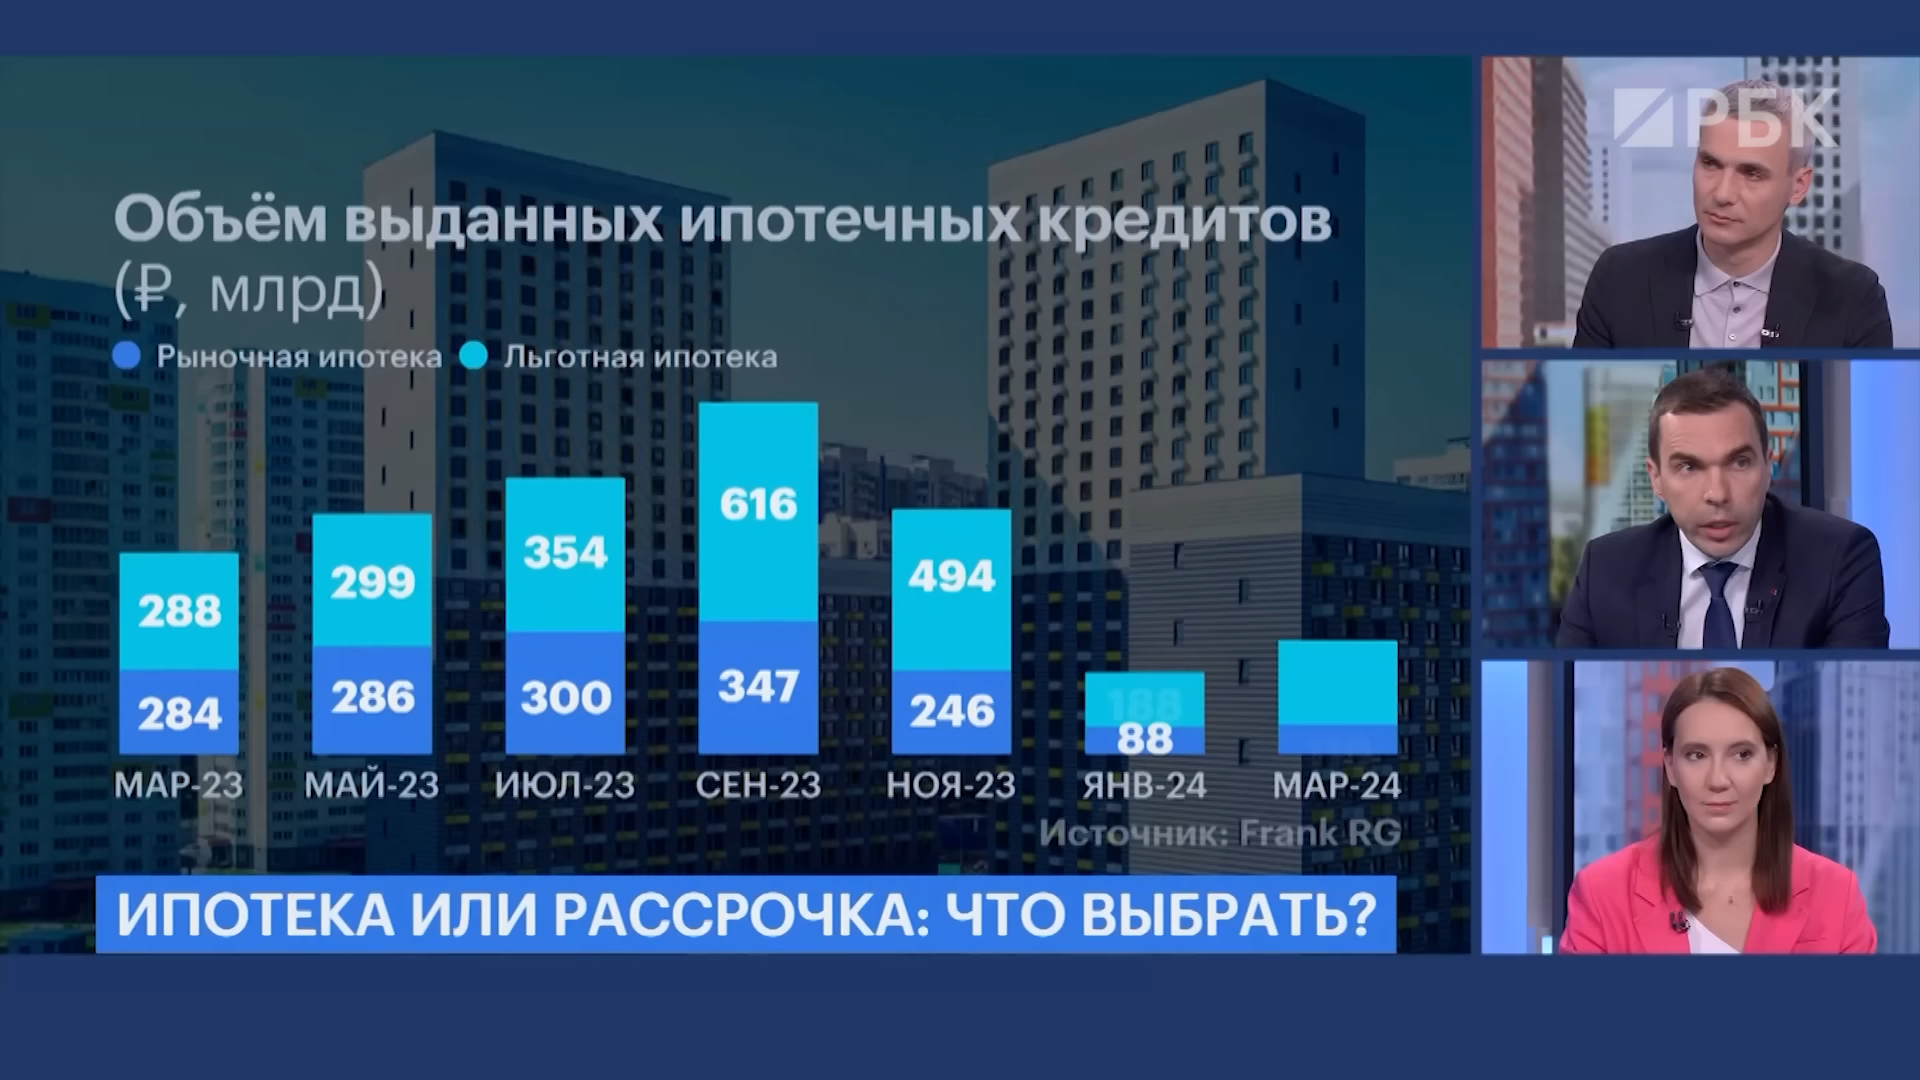 РБК
Объём выданных ипотечных кредитов
(₽, млрд)
Рыночная ипотека Льготная ипотека
616
354
494
299
288
188
347
286 300 246
284
88
МАР-23 МАЙ-23 ИЮЛ-23 СЕН-23 НОЯ-23 ЯНВ-24 МАР-24
Источник: Frank RG
ИПОТЕКА ИЛИ РАССРОЧКА: ЧТО ВЫБРАТЬ?